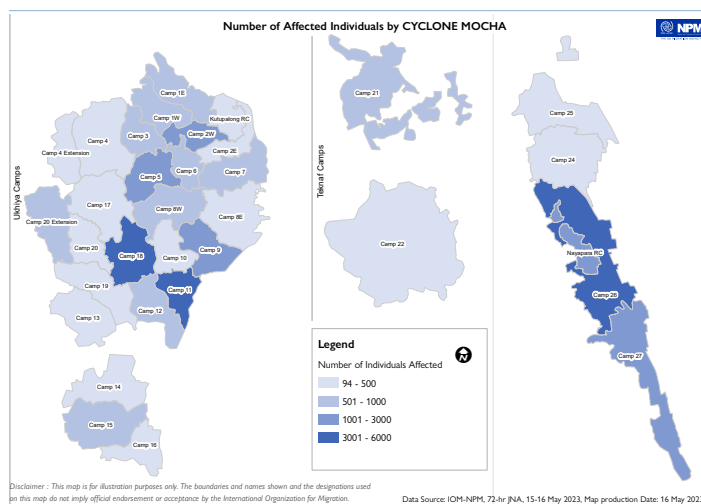 Number of Affected Individuals by CYCLONE MOCHA
NPM
Ukhiya Camps
Camp 1E
Camp 1W
Kutupalong RC
Camp 3
Camp 2W
Camp 4
Camp 4 Extension
Camp 2E
Camp 5
Camp 6
Camp 7
Camp 17
Camp 8W
Camp 8E
Camp 20 Extension
Camp 20
Camp 18
Camp 10
Camp 9
Camp 19
Camp 11
Camp 12
Camp 13
Camp 14
Camp 15
Camp 16
Teknaf Camps
Camp 21
Camp 22
Camp 25
Camp 24
Nayapara RC
Camp 26
Camp 27
Legend
N
Number of Individuals Affected
94 - 500
501 - 1000
1001 - 3000
3001 - 6000
Disclaimer : This map is for illustration purposes only. The boundaries and names shown and the designations used
on this map do not imply official endorsement or acceptance by the International Organization for Migration.
Data Source: IOM-NPM, 72-hr JNA, 15-16 May 2023, Map production Date: 16 May 2023